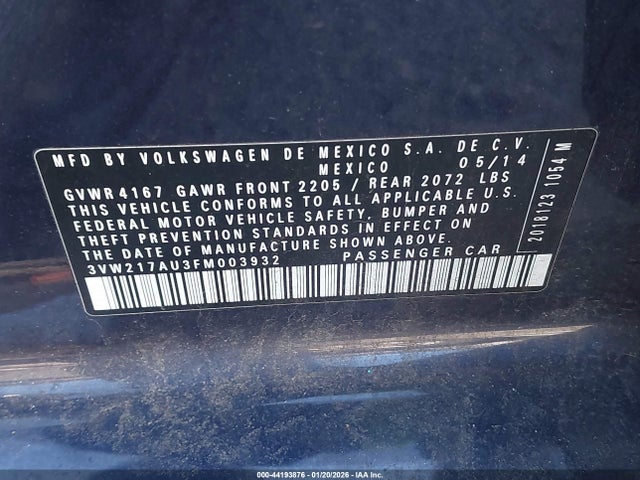 MFD BY VOLKSWAGEN DE MEXICO S.A. DE C.V.
MEXICO 05/14
GVWR 4167 GAWR FRONT 2205 / REAR 2072 LBS
THIS VEHICLE CONFORMS TO ALL APPLICABLE U.S.
FEDERAL MOTOR VEHICLE SAFETY, BUMPER AND
THEFT PREVENTION STANDARDS IN EFFECT ON
THE DATE OF MANUFACTURE SHOWN ABOVE.
3VW217AU3FM003932 PASSENGER CAR
2018123 1054 M
000-44193876 - 01/20/2026 - IAA Inc.